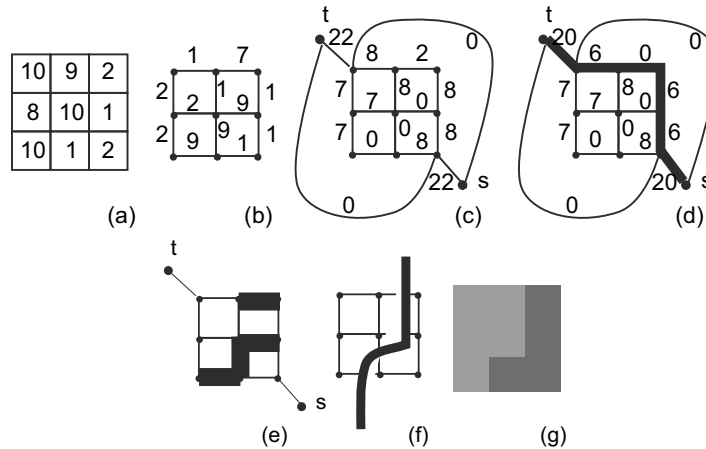 10 9 2
8 10 1
10 1 2
(a)
1 7
2 1 1
2 9
2 9 1
9 1
(b)
t
22
8 2 0
7 8 8
7 0
7 0 8
0 8
22 s
0
(c)
t
20
6 0 0
7 8 6
7 0
7 0 6
0 8
20 s
0
(d)
t
s
(e)
(f)
(g)